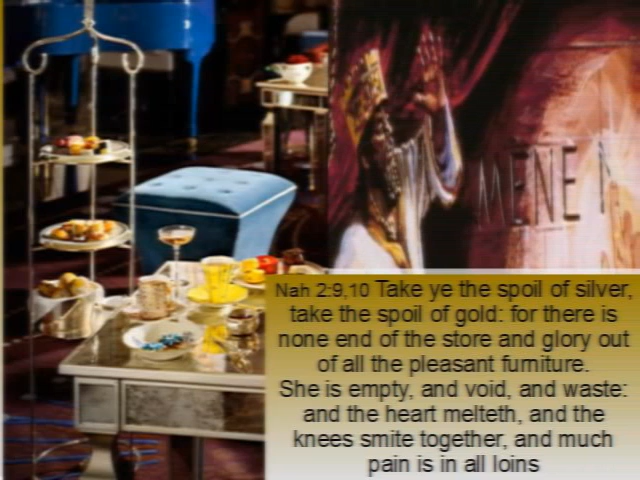 MENE N
Nah 2:9,10 Take ye the spoil of silver,
take the spoil of gold: for there is
none end of the store and glory out
of all the pleasant furniture.
She is empty, and void, and waste:
and the heart melteth, and the
knees smite together, and much
pain is in all loins